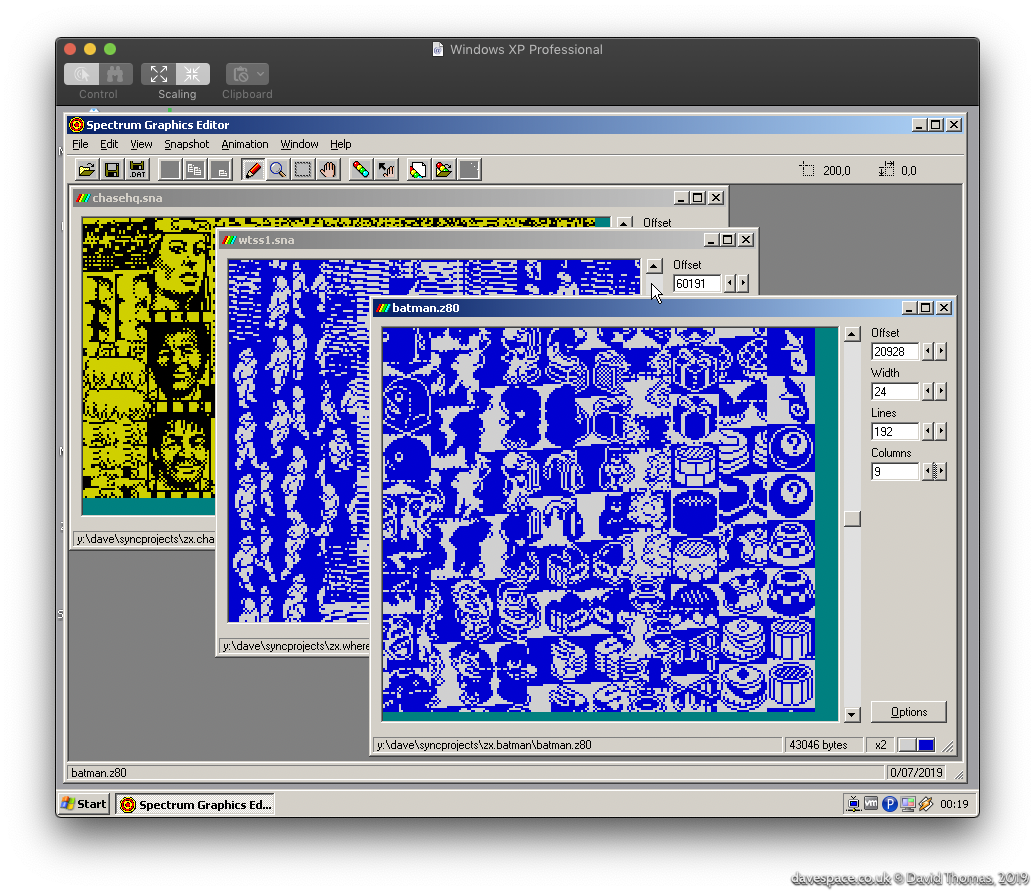 Windows XP Professional
Control
Scaling
Clipboard
Spectrum Graphics Editor
File Edit View Snapshot Animation Window Help
.DAT
200,0
0,0
chasehq.sna
Offset
y:\dave\syncprojects\zx.cha
wtss1.sna
Offset
60191
y:\dave\syncprojects\zx.where
batman.z80
Offset
20928
Width
24
Lines
192
Columns
9
Options
y:\dave\syncprojects\zx.batman\batman.z80
43046 bytes
x2
batman.z80
0/07/2019
Start
Spectrum Graphics Ed...
00:19
davespace.co.uk © David Thomas, 2019